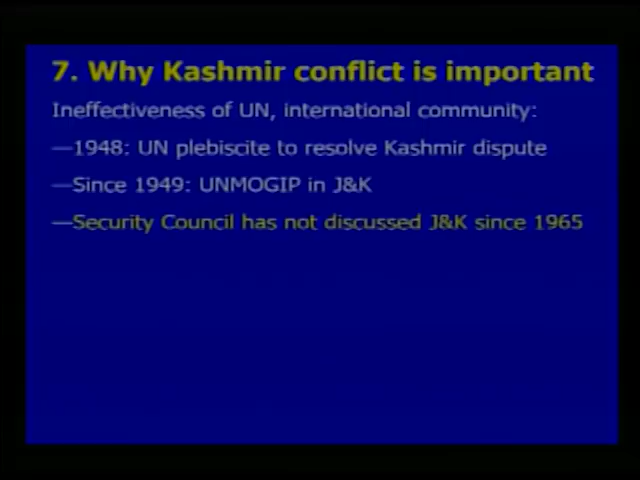 7. Why Kashmir conflict is important
Ineffectiveness of UN, international community:
—1948: UN plebiscite to resolve Kashmir dispute
—Since 1949: UNMOGIP in J&K
—Security Council has not discussed J&K since 1965